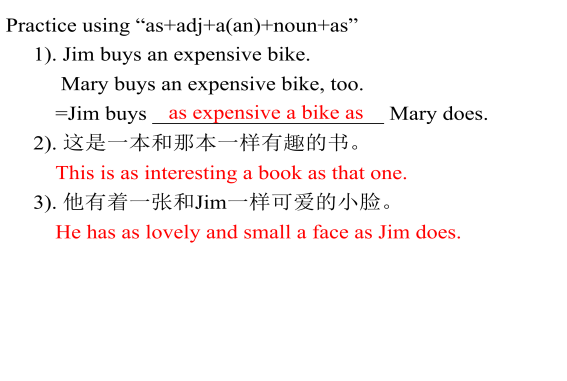 Practice using “as+adj+a(an)+noun+as”
1). Jim buys an expensive bike.
Mary buys an expensive bike, too.
=Jim buys as expensive a bike as Mary does.
2). 这是一本和那本一样有趣的书。
This is as interesting a book as that one.
3). 他有着一张和Jim一样可爱的小脸。
He has as lovely and small a face as Jim does.